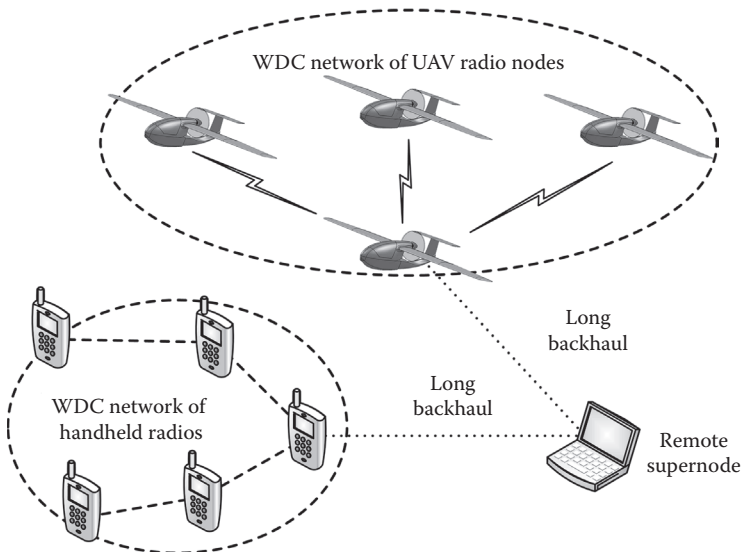 WDC network of UAV radio nodes
Long
backhaul
Long
backhaul
WDC network of
handheld radios
Remote
supernode